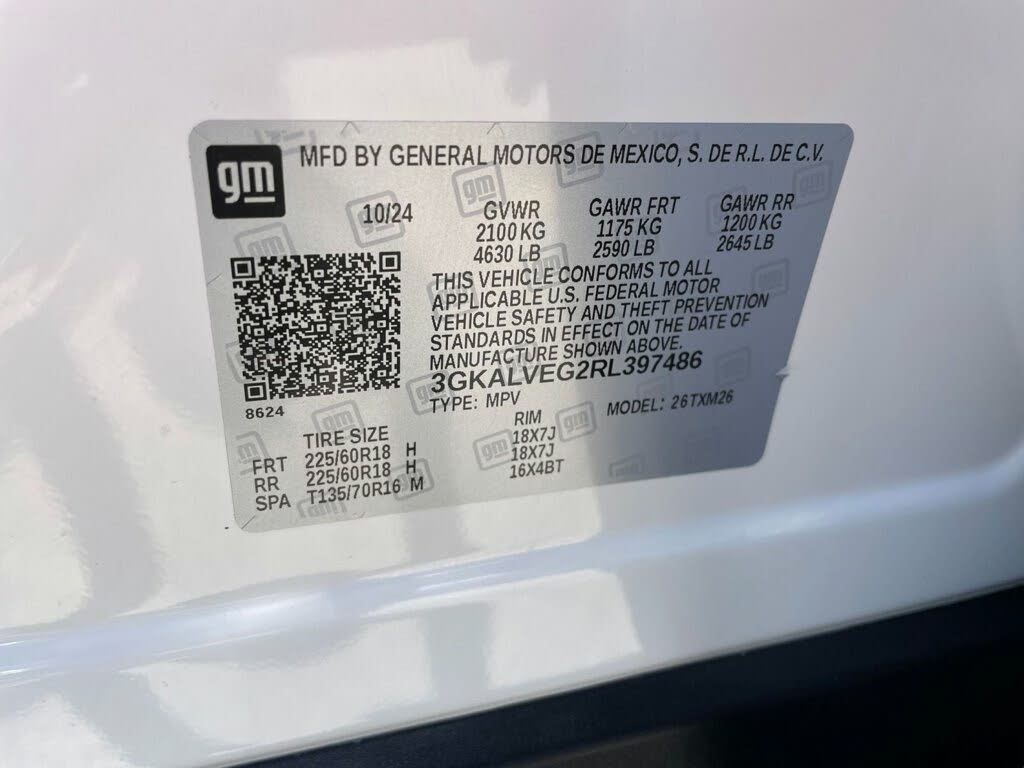 gm
MFD BY GENERAL MOTORS DE MEXICO, S. DE R.L. DE C.V.
10/24 GVWR GAWR FRT GAWR RR
2100 KG 1175 KG 1200 KG
4630 LB 2590 LB 2645 LB
THIS VEHICLE CONFORMS TO ALL
APPLICABLE U.S. FEDERAL MOTOR
VEHICLE SAFETY AND THEFT PREVENTION
STANDARDS IN EFFECT ON THE DATE OF
MANUFACTURE SHOWN ABOVE.
3GKALVEG2RL397486
8624
TYPE: MPV MODEL: 26TXM26
TIRE SIZE RIM
FRT 225/60R18 H 18X7J
RR 225/60R18 H 18X7J
SPA T135/70R16 M 16X4BT